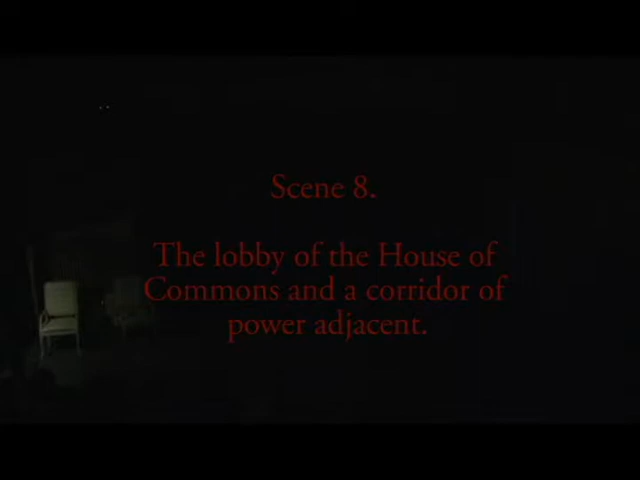 Scene 8.
The lobby of the House of
Commons and a corridor of
power adjacent.